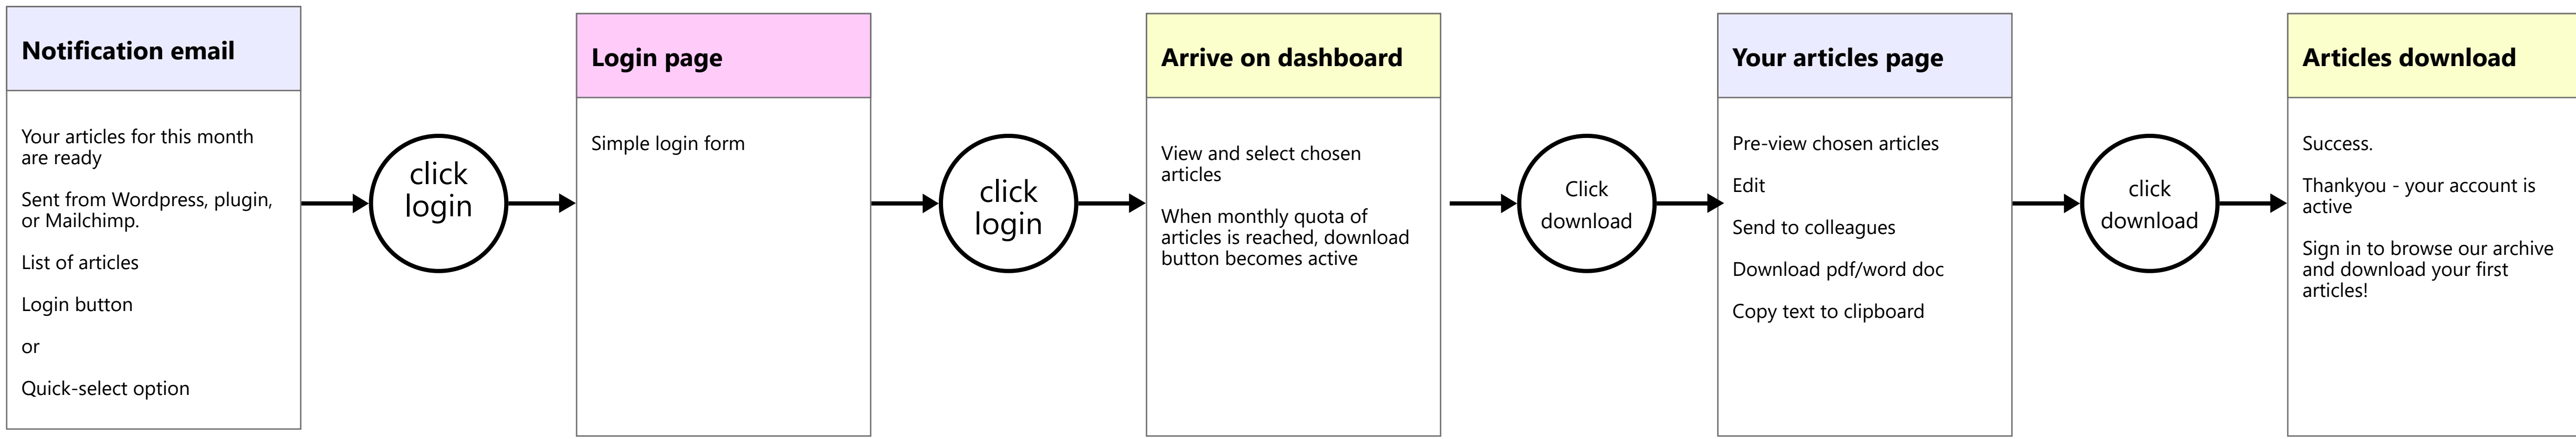 Notification email
Your articles for this month
are ready
Sent from Wordpress, plugin,
or Mailchimp.
List of articles
Login button
or
Quick-select option
click
login
Login page
Simple login form
click
login
Arrive on dashboard
View and select chosen
articles
When monthly quota of
articles is reached, download
button becomes active
Click
download
Your articles page
Pre-view chosen articles
Edit
Send to colleagues
Download pdf/word doc
Copy text to clipboard
click
download
Articles download
Success.
Thankyou - your account is
active
Sign in to browse our archive
and download your first
articles!